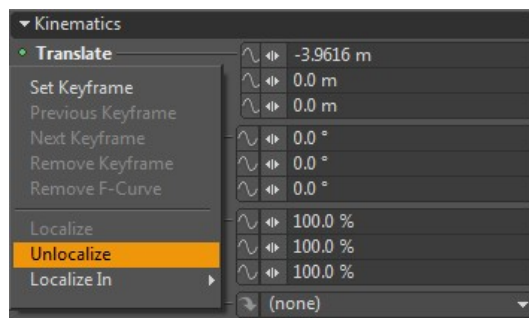 Kinematics
Translate -3.9616 m
Set Keyframe 0.0 m
Previous Keyframe 0.0 m
Next Keyframe 0.0 °
Remove Keyframe 0.0 °
Remove F-Curve 0.0 °
Localize 100.0 %
Unlocalize 100.0 %
Localize In 100.0 %
(none)